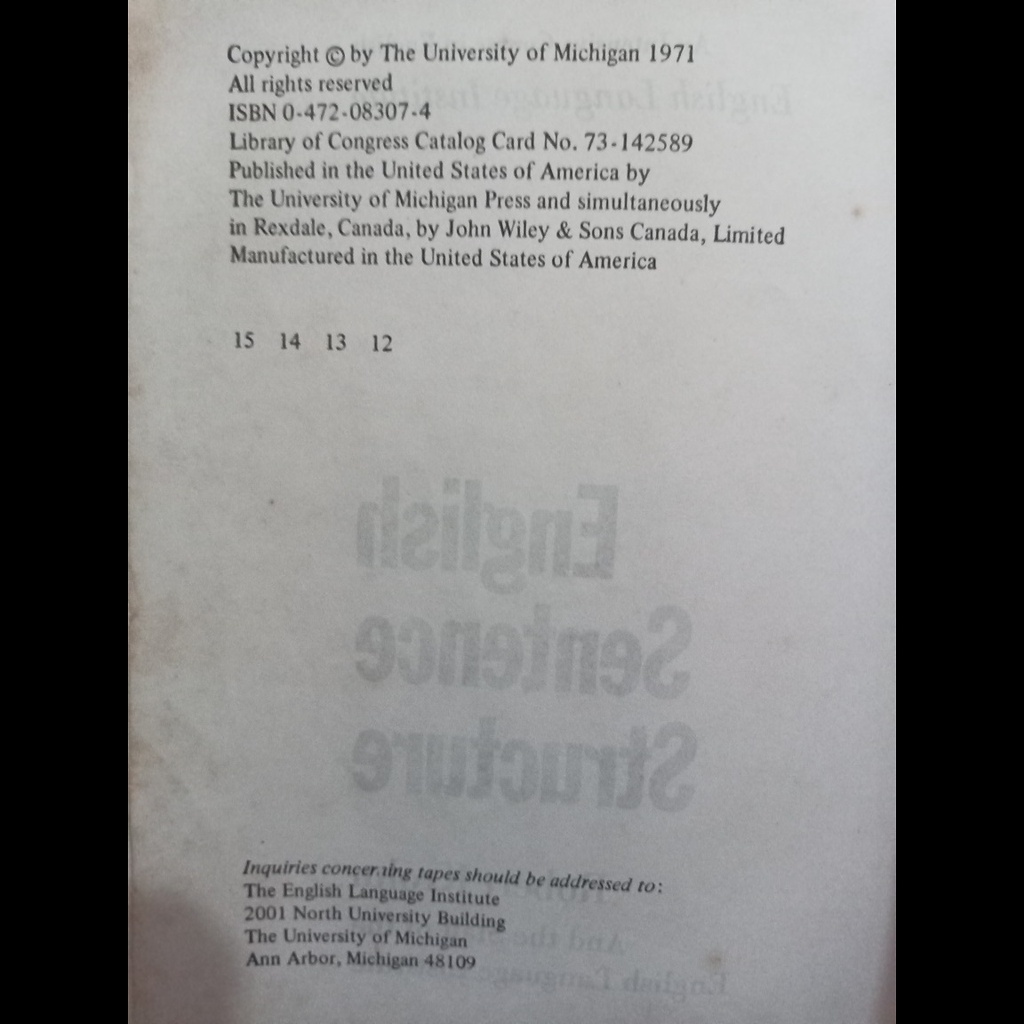 Copyright © by The University of Michigan 1971
All rights reserved
ISBN 0-472-08307-4
Library of Congress Catalog Card No. 73-142589
Published in the United States of America by
The University of Michigan Press and simultaneously
in Rexdale, Canada, by John Wiley & Sons Canada, Limited
Manufactured in the United States of America
15 14 13 12
English
Sentence
Structure
Inquiries concerning tapes should be addressed to:
The English Language Institute
2001 North University Building
The University of Michigan
Ann Arbor, Michigan 48109